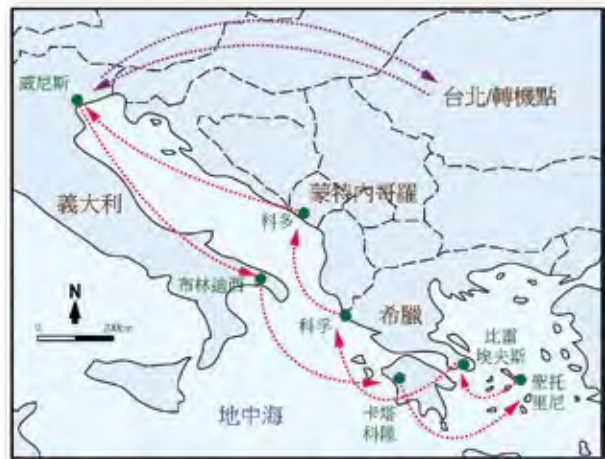 威尼斯
台北/轉機點
義大利
蒙特內哥羅
科多
布林迪西
N
0 200km
科孚
希臘
比雷
埃夫斯
聖托
里尼
卡塔
科隆
地中海